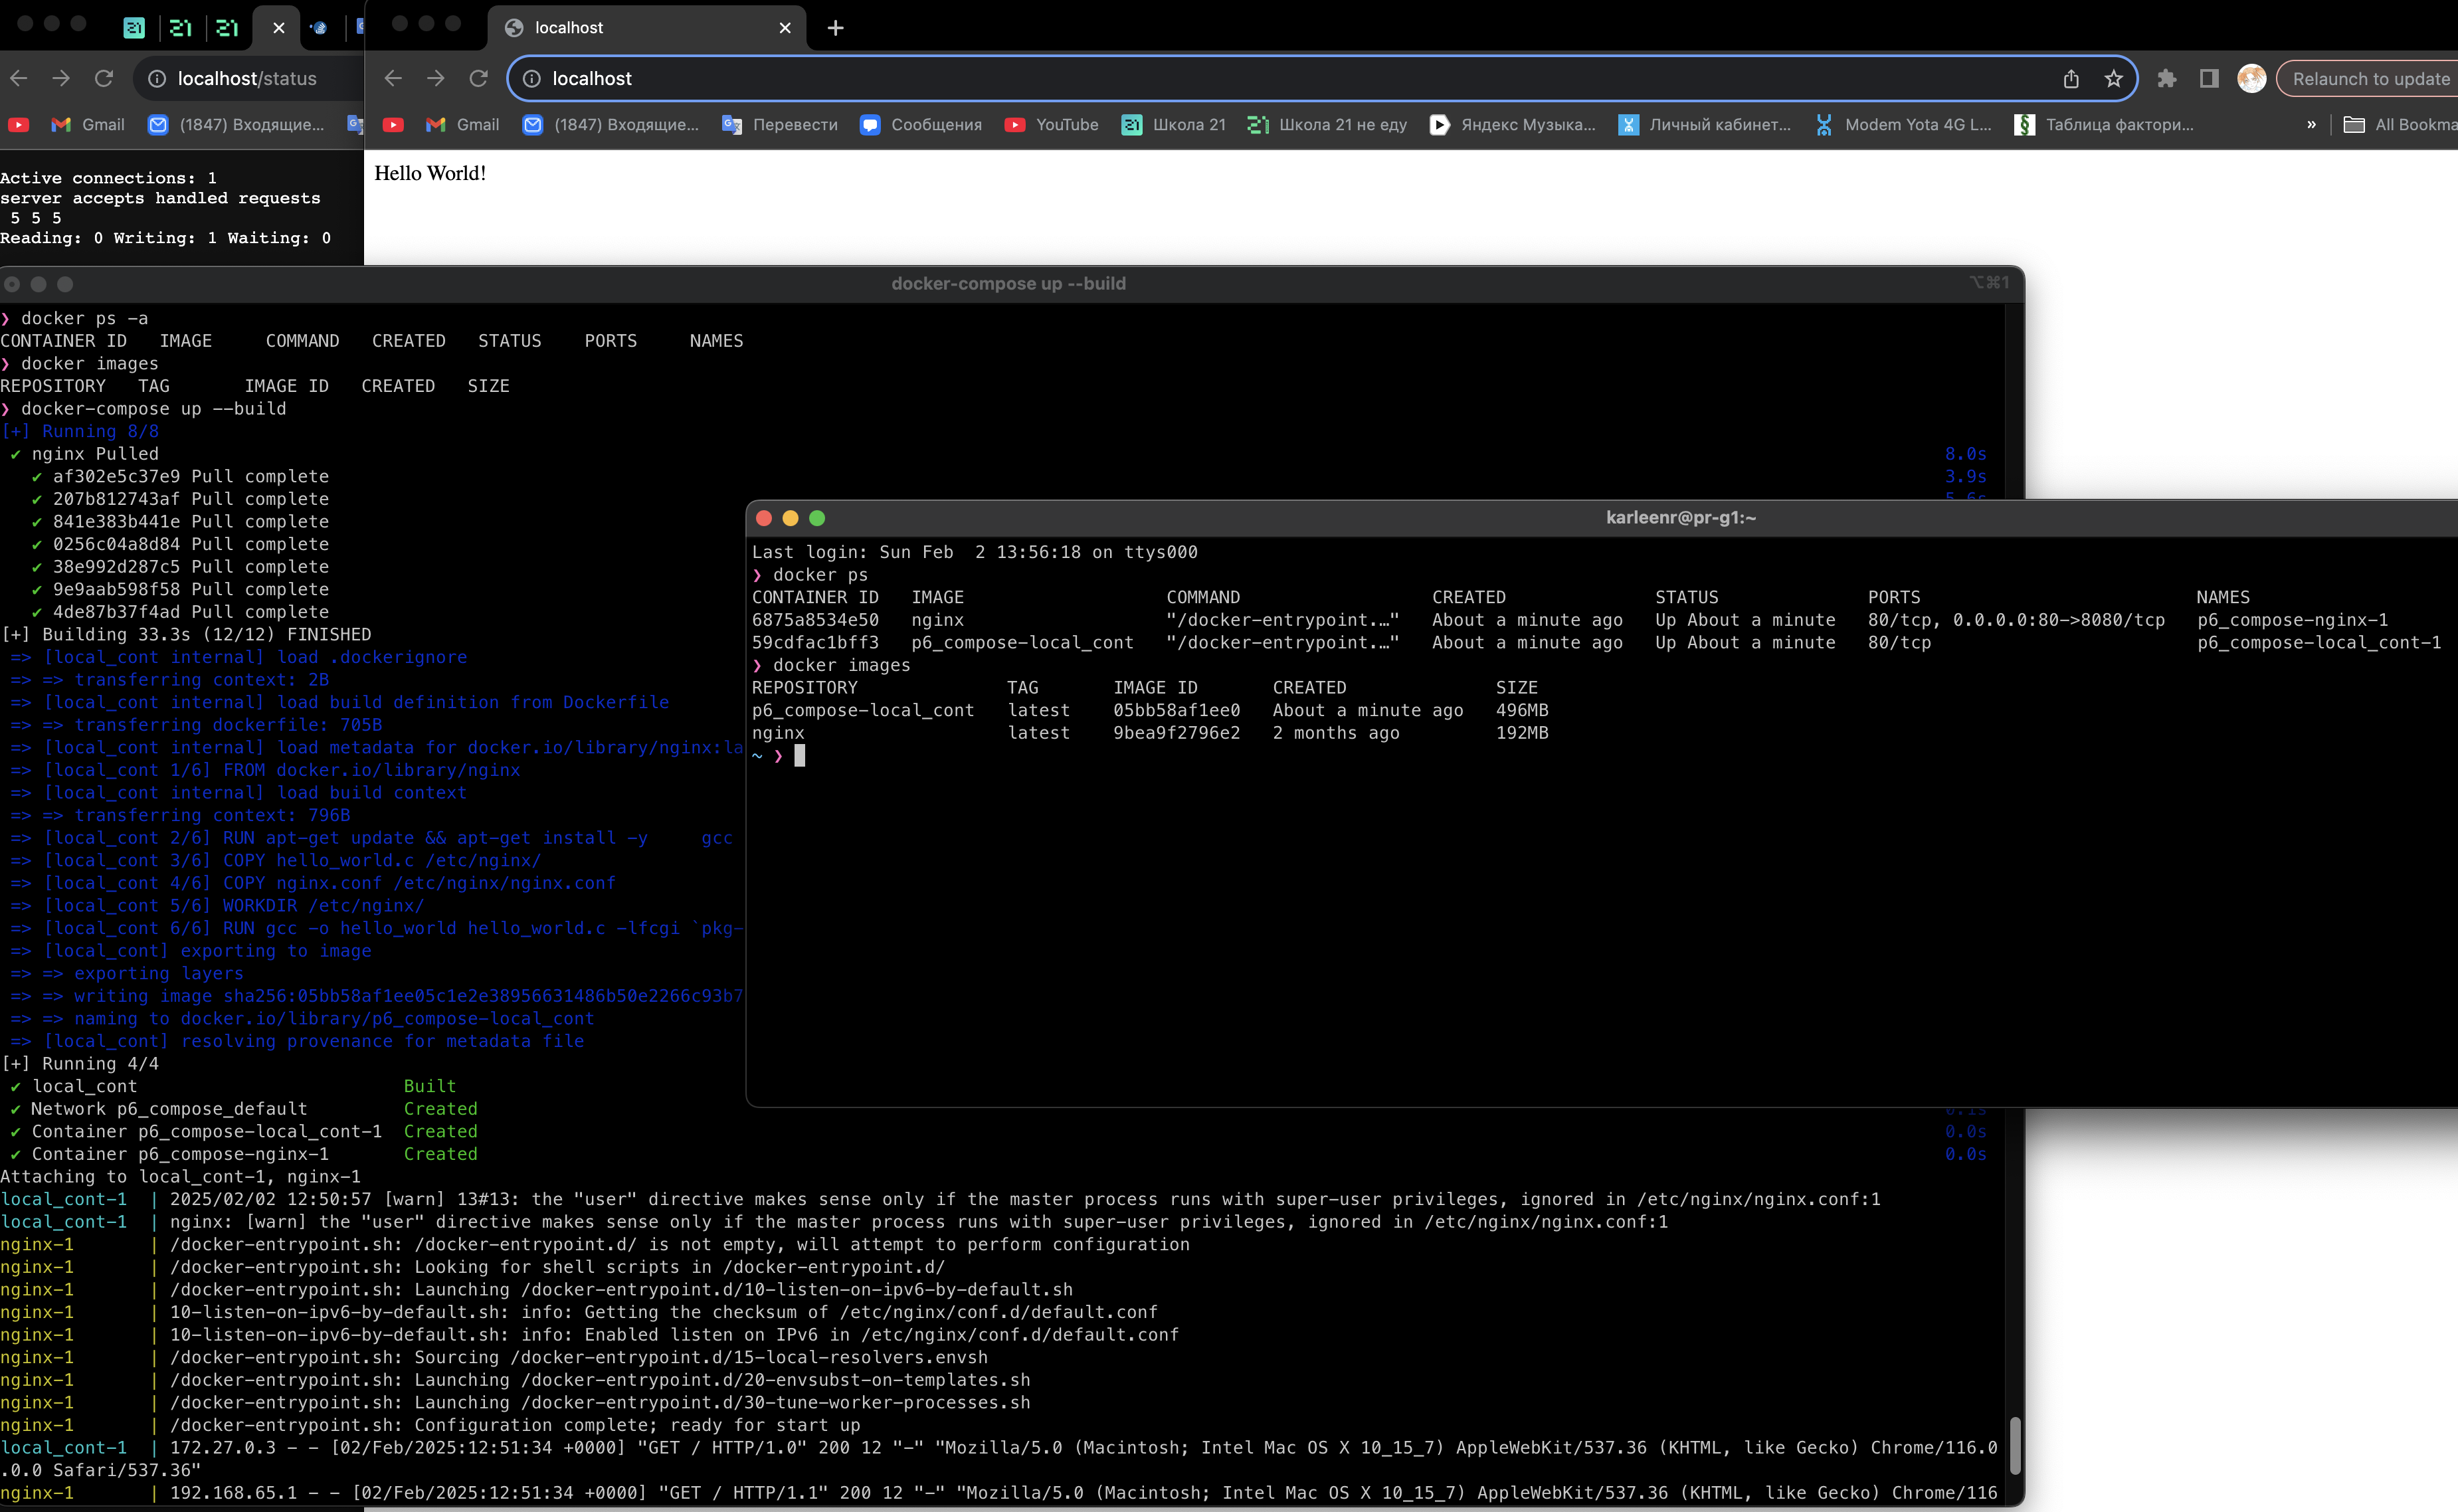 localhost/status
Gmail
(1847) Входящие...
Active connections: 1
server accepts handled requests
5 5 5
Reading: 0 Writing: 1 Waiting: 0
localhost
localhost
Relaunch to update
Gmail (1847) Входящие... Перевести Сообщения YouTube Школа 21 Школа 21 не еду Яндекс Музыка... Личный кабинет... Modem Yota 4G L... Таблица фактори... » All Bookma
Hello World!
docker-compose up --build ⌥⌘1
❯ docker ps -a
CONTAINER ID IMAGE COMMAND CREATED STATUS PORTS NAMES
❯ docker images
REPOSITORY TAG IMAGE ID CREATED SIZE
❯ docker-compose up --build
[+] Running 8/8
✔ nginx Pulled 8.0s
✔ af302e5c37e9 Pull complete 3.9s
✔ 207b812743af Pull complete 5.6s
✔ 841e383b441e Pull complete
✔ 0256c04a8d84 Pull complete
✔ 38e992d287c5 Pull complete
✔ 9e9aab598f58 Pull complete
✔ 4de87b37f4ad Pull complete
[+] Building 33.3s (12/12) FINISHED
=> [local_cont internal] load .dockerignore
=> => transferring context: 2B
=> [local_cont internal] load build definition from Dockerfile
=> => transferring dockerfile: 705B
=> [local_cont internal] load metadata for docker.io/library/nginx:la
=> [local_cont 1/6] FROM docker.io/library/nginx
=> [local_cont internal] load build context
=> => transferring context: 796B
=> [local_cont 2/6] RUN apt-get update && apt-get install -y gcc
=> [local_cont 3/6] COPY hello_world.c /etc/nginx/
=> [local_cont 4/6] COPY nginx.conf /etc/nginx/nginx.conf
=> [local_cont 5/6] WORKDIR /etc/nginx/
=> [local_cont 6/6] RUN gcc -o hello_world hello_world.c -lfcgi `pkg-
=> [local_cont] exporting to image
=> => exporting layers
=> => writing image sha256:05bb58af1ee05c1e2e38956631486b50e2266c93b7
=> => naming to docker.io/library/p6_compose-local_cont
=> [local_cont] resolving provenance for metadata file
[+] Running 4/4
✔ local_cont Built
✔ Network p6_compose_default Created 0.1s
✔ Container p6_compose-local_cont-1 Created 0.0s
✔ Container p6_compose-nginx-1 Created 0.0s
Attaching to local_cont-1, nginx-1
local_cont-1 | 2025/02/02 12:50:57 [warn] 13#13: the "user" directive makes sense only if the master process runs with super-user privileges, ignored in /etc/nginx/nginx.conf:1
local_cont-1 | nginx: [warn] the "user" directive makes sense only if the master process runs with super-user privileges, ignored in /etc/nginx/nginx.conf:1
nginx-1 | /docker-entrypoint.sh: /docker-entrypoint.d/ is not empty, will attempt to perform configuration
nginx-1 | /docker-entrypoint.sh: Looking for shell scripts in /docker-entrypoint.d/
nginx-1 | /docker-entrypoint.sh: Launching /docker-entrypoint.d/10-listen-on-ipv6-by-default.sh
nginx-1 | 10-listen-on-ipv6-by-default.sh: info: Getting the checksum of /etc/nginx/conf.d/default.conf
nginx-1 | 10-listen-on-ipv6-by-default.sh: info: Enabled listen on IPv6 in /etc/nginx/conf.d/default.conf
nginx-1 | /docker-entrypoint.sh: Sourcing /docker-entrypoint.d/15-local-resolvers.envsh
nginx-1 | /docker-entrypoint.sh: Launching /docker-entrypoint.d/20-envsubst-on-templates.sh
nginx-1 | /docker-entrypoint.sh: Launching /docker-entrypoint.d/30-tune-worker-processes.sh
nginx-1 | /docker-entrypoint.sh: Configuration complete; ready for start up
local_cont-1 | 172.27.0.3 - - [02/Feb/2025:12:51:34 +0000] "GET / HTTP/1.0" 200 12 "-" "Mozilla/5.0 (Macintosh; Intel Mac OS X 10_15_7) AppleWebKit/537.36 (KHTML, like Gecko) Chrome/116.0
.0.0 Safari/537.36"
nginx-1 | 192.168.65.1 - - [02/Feb/2025:12:51:34 +0000] "GET / HTTP/1.1" 200 12 "-" "Mozilla/5.0 (Macintosh; Intel Mac OS X 10_15_7) AppleWebKit/537.36 (KHTML, like Gecko) Chrome/116
karleenr@pr-g1:~
Last login: Sun Feb 2 13:56:18 on ttys000
❯ docker ps
CONTAINER ID IMAGE COMMAND CREATED STATUS PORTS NAMES
6875a8534e50 nginx "/docker-entrypoint.…" About a minute ago Up About a minute 80/tcp, 0.0.0.0:80->8080/tcp p6_compose-nginx-1
59cdfac1bff3 p6_compose-local_cont "/docker-entrypoint.…" About a minute ago Up About a minute 80/tcp p6_compose-local_cont-1
❯ docker images
REPOSITORY TAG IMAGE ID CREATED SIZE
p6_compose-local_cont latest 05bb58af1ee0 About a minute ago 496MB
nginx latest 9bea9f2796e2 2 months ago 192MB
~ ❯